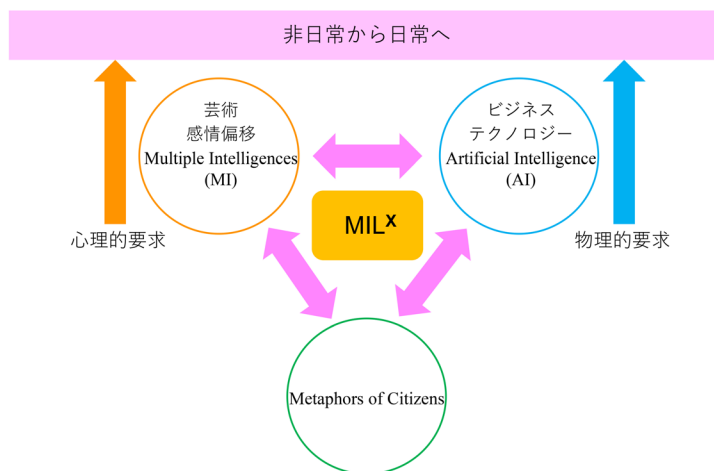 非日常から日常へ
芸術
感情偏移
Multiple Intelligences
(MI)
ビジネス
テクノロジー
Artificial Intelligence
(AI)
MILˣ
心理的要求
物理的要求
Metaphors of Citizens